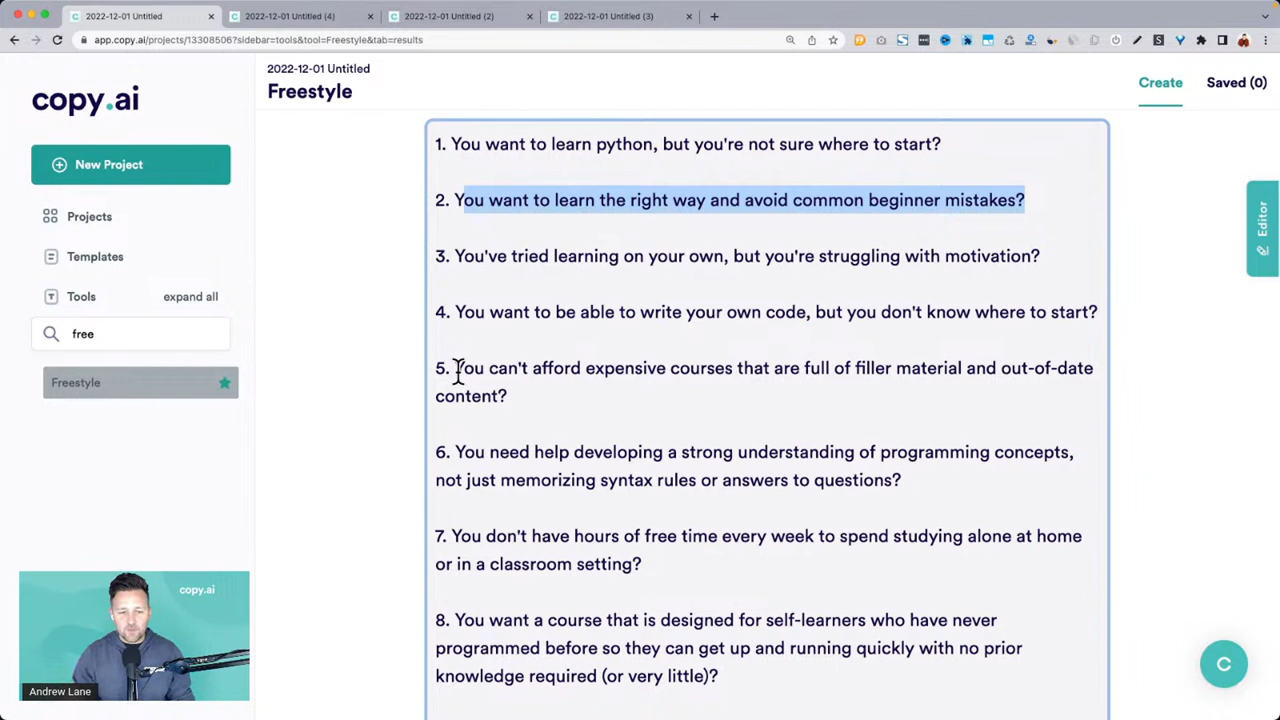 2022-12-01 Untitled
2022-12-01 Untitled (4)
2022-12-01 Untitled (2)
2022-12-01 Untitled (3)
app.copy.ai/projects/13308506?sidebar=tools&tool=Freestyle&tab=results
copy.ai
New Project
Projects
Templates
Tools
expand all
free
Freestyle
2022-12-01 Untitled
Freestyle
Create
Saved (0)
1. You want to learn python, but you're not sure where to start?
2. You want to learn the right way and avoid common beginner mistakes?
3. You've tried learning on your own, but you're struggling with motivation?
4. You want to be able to write your own code, but you don't know where to start?
5. You can't afford expensive courses that are full of filler material and out-of-date
content?
6. You need help developing a strong understanding of programming concepts,
not just memorizing syntax rules or answers to questions?
7. You don't have hours of free time every week to spend studying alone at home
or in a classroom setting?
8. You want a course that is designed for self-learners who have never
programmed before so they can get up and running quickly with no prior
knowledge required (or very little)?
Editor
copy.ai
Andrew Lane
C